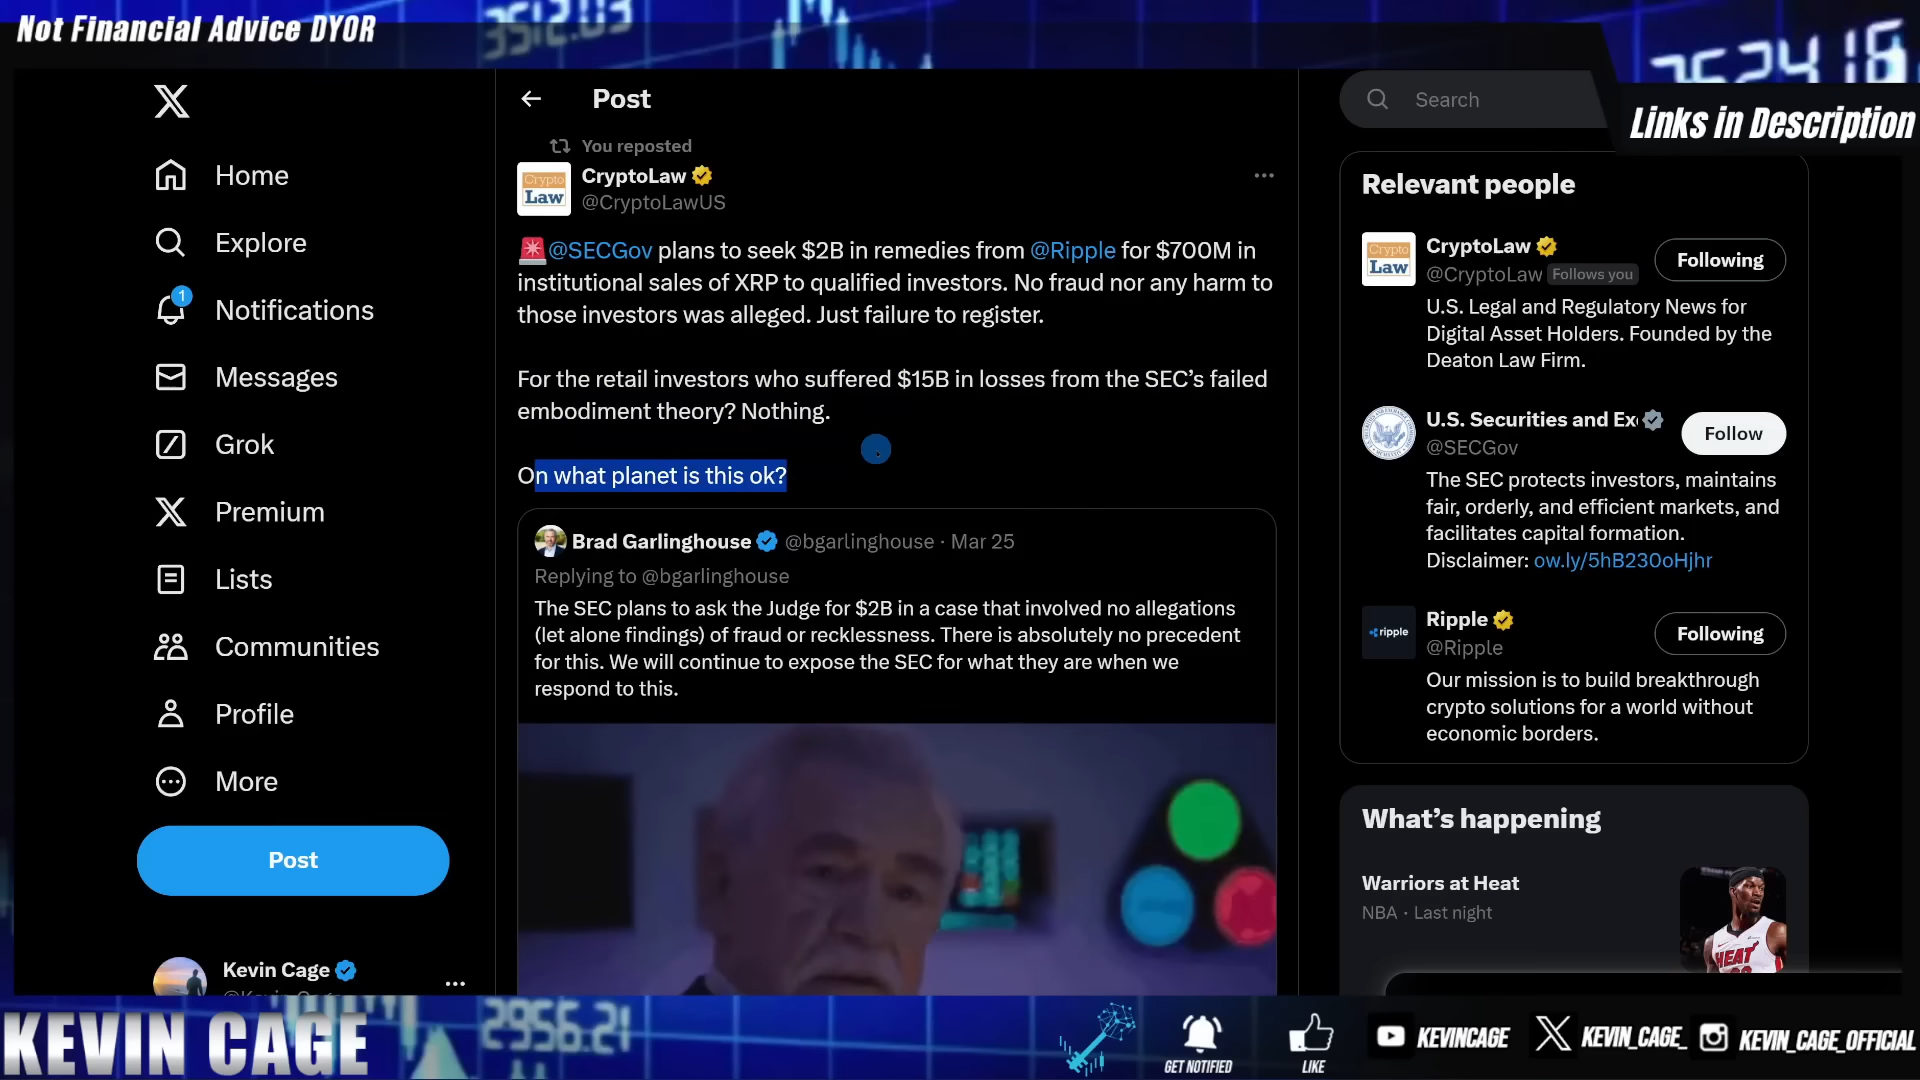 Not Financial Advice DYOR
3512.03
Links in Description
Post
Search
You reposted
CryptoLaw
@CryptoLawUS
Crypto
Law
@SECGov plans to seek $2B in remedies from @Ripple for $700M in
institutional sales of XRP to qualified investors. No fraud nor any harm to
those investors was alleged. Just failure to register.
For the retail investors who suffered $15B in losses from the SEC’s failed
embodiment theory? Nothing.
On what planet is this ok?
Brad Garlinghouse @bgarlinghouse · Mar 25
Replying to @bgarlinghouse
The SEC plans to ask the Judge for $2B in a case that involved no allegations
(let alone findings) of fraud or recklessness. There is absolutely no precedent
for this. We will continue to expose the SEC for what they are when we
respond to this.
Home
Explore
1
Notifications
Messages
Grok
Premium
Lists
Communities
Profile
More
Post
Kevin Cage
Relevant people
Crypto
Law
CryptoLaw
@CryptoLaw Follows you
Following
U.S. Legal and Regulatory News for
Digital Asset Holders. Founded by the
Deaton Law Firm.
U.S. Securities and Ex
@SECGov
Follow
The SEC protects investors, maintains
fair, orderly, and efficient markets, and
facilitates capital formation.
Disclaimer: ow.ly/5hB230oHjhr
ripple
Ripple
@Ripple
Following
Our mission is to build breakthrough
crypto solutions for a world without
economic borders.
What’s happening
Warriors at Heat
NBA · Last night
HEAT
KEVIN CAGE
2956.21
GET NOTIFIED
LIKE
KEVINCAGE
KEVIN_CAGE_
KEVIN_CAGE_OFFICIAL